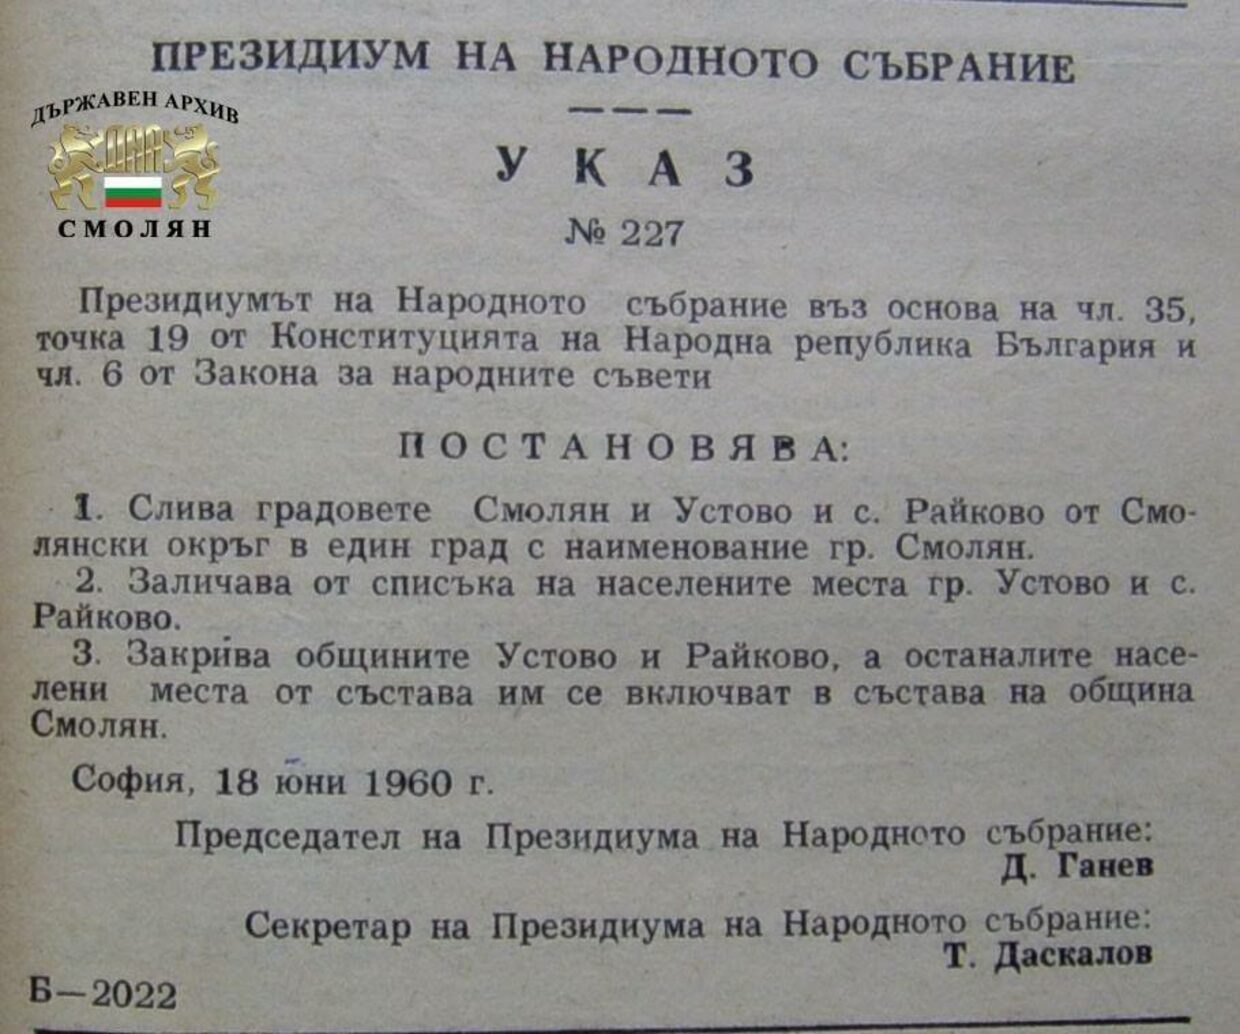 ПРЕЗИДИУМ НА НАРОДНОТО СЪБРАНИЕ
ДЪРЖАВЕН АРХИВ
ДАА
СМОЛЯН
УКАЗ
№ 227
Президиумът на Народното събрание въз основа на чл. 35,
точка 19 от Конституцията на Народна република България и
чл. 6 от Закона за народните съвети
ПОСТАНОВЯВА:
1. Слива градовете Смолян и Устово и с. Райково от Смо-
лянски окръг в един град с наименование гр. Смолян.
2. Заличава от списъка на населените места гр. Устово и с.
Райково.
3. Закрива общините Устово и Райково, а останалите насе-
лени места от състава им се включват в състава на община
Смолян.
София, 18 юни 1960 г.
Председател на Президиума на Народното събрание:
Д. Ганев
Секретар на Президиума на Народното събрание:
Т. Даскалов
Б—2022